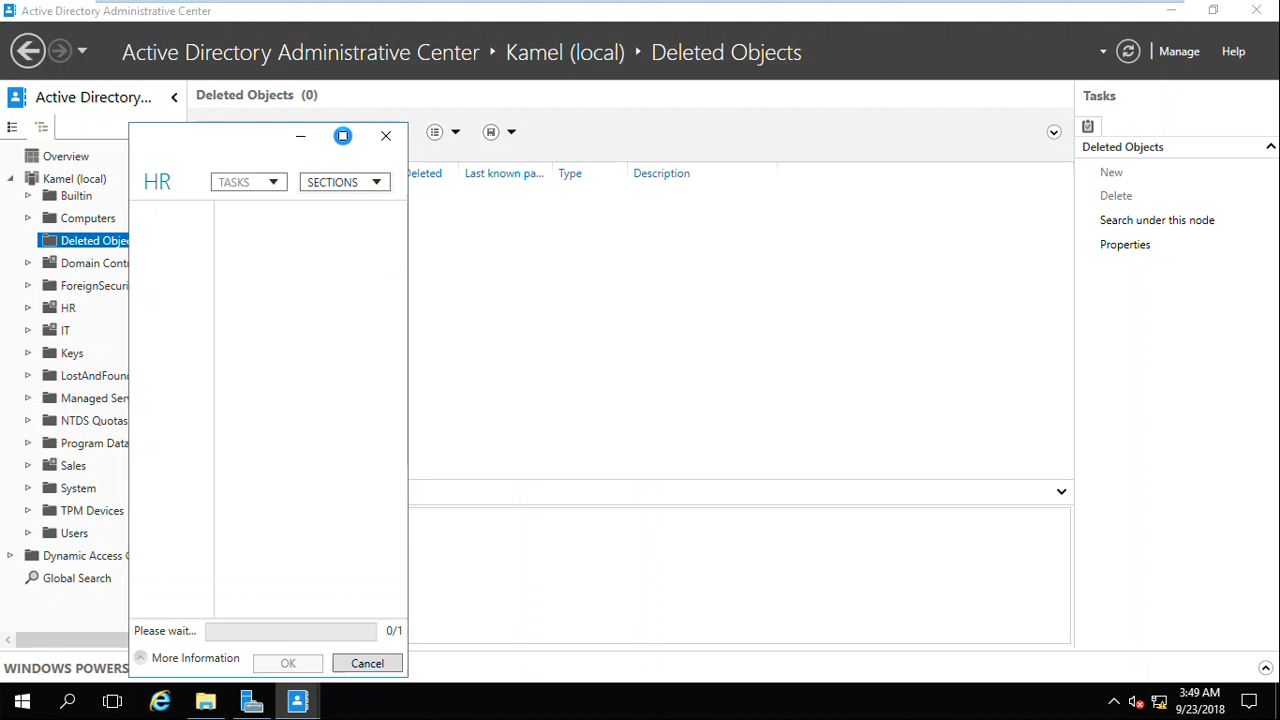 Active Directory Administrative Center
Active Directory Administrative Center • Kamel (local) • Deleted Objects
Manage
Help
Active Directory...
Overview
Kamel (local)
Builtin
Computers
Deleted Objec
Domain Contr
ForeignSecuri
HR
IT
Keys
LostAndFound
Managed Ser
NTDS Quotas
Program Data
Sales
System
TPM Devices
Users
Dynamic Access C
Global Search
Deleted Objects (0)
Deleted
Last known pa...
Type
Description
HR
TASKS
SECTIONS
Please wait...
0/1
More Information
OK
Cancel
Tasks
Deleted Objects
New
Delete
Search under this node
Properties
WINDOWS POWERS
3:49 AM
9/23/2018